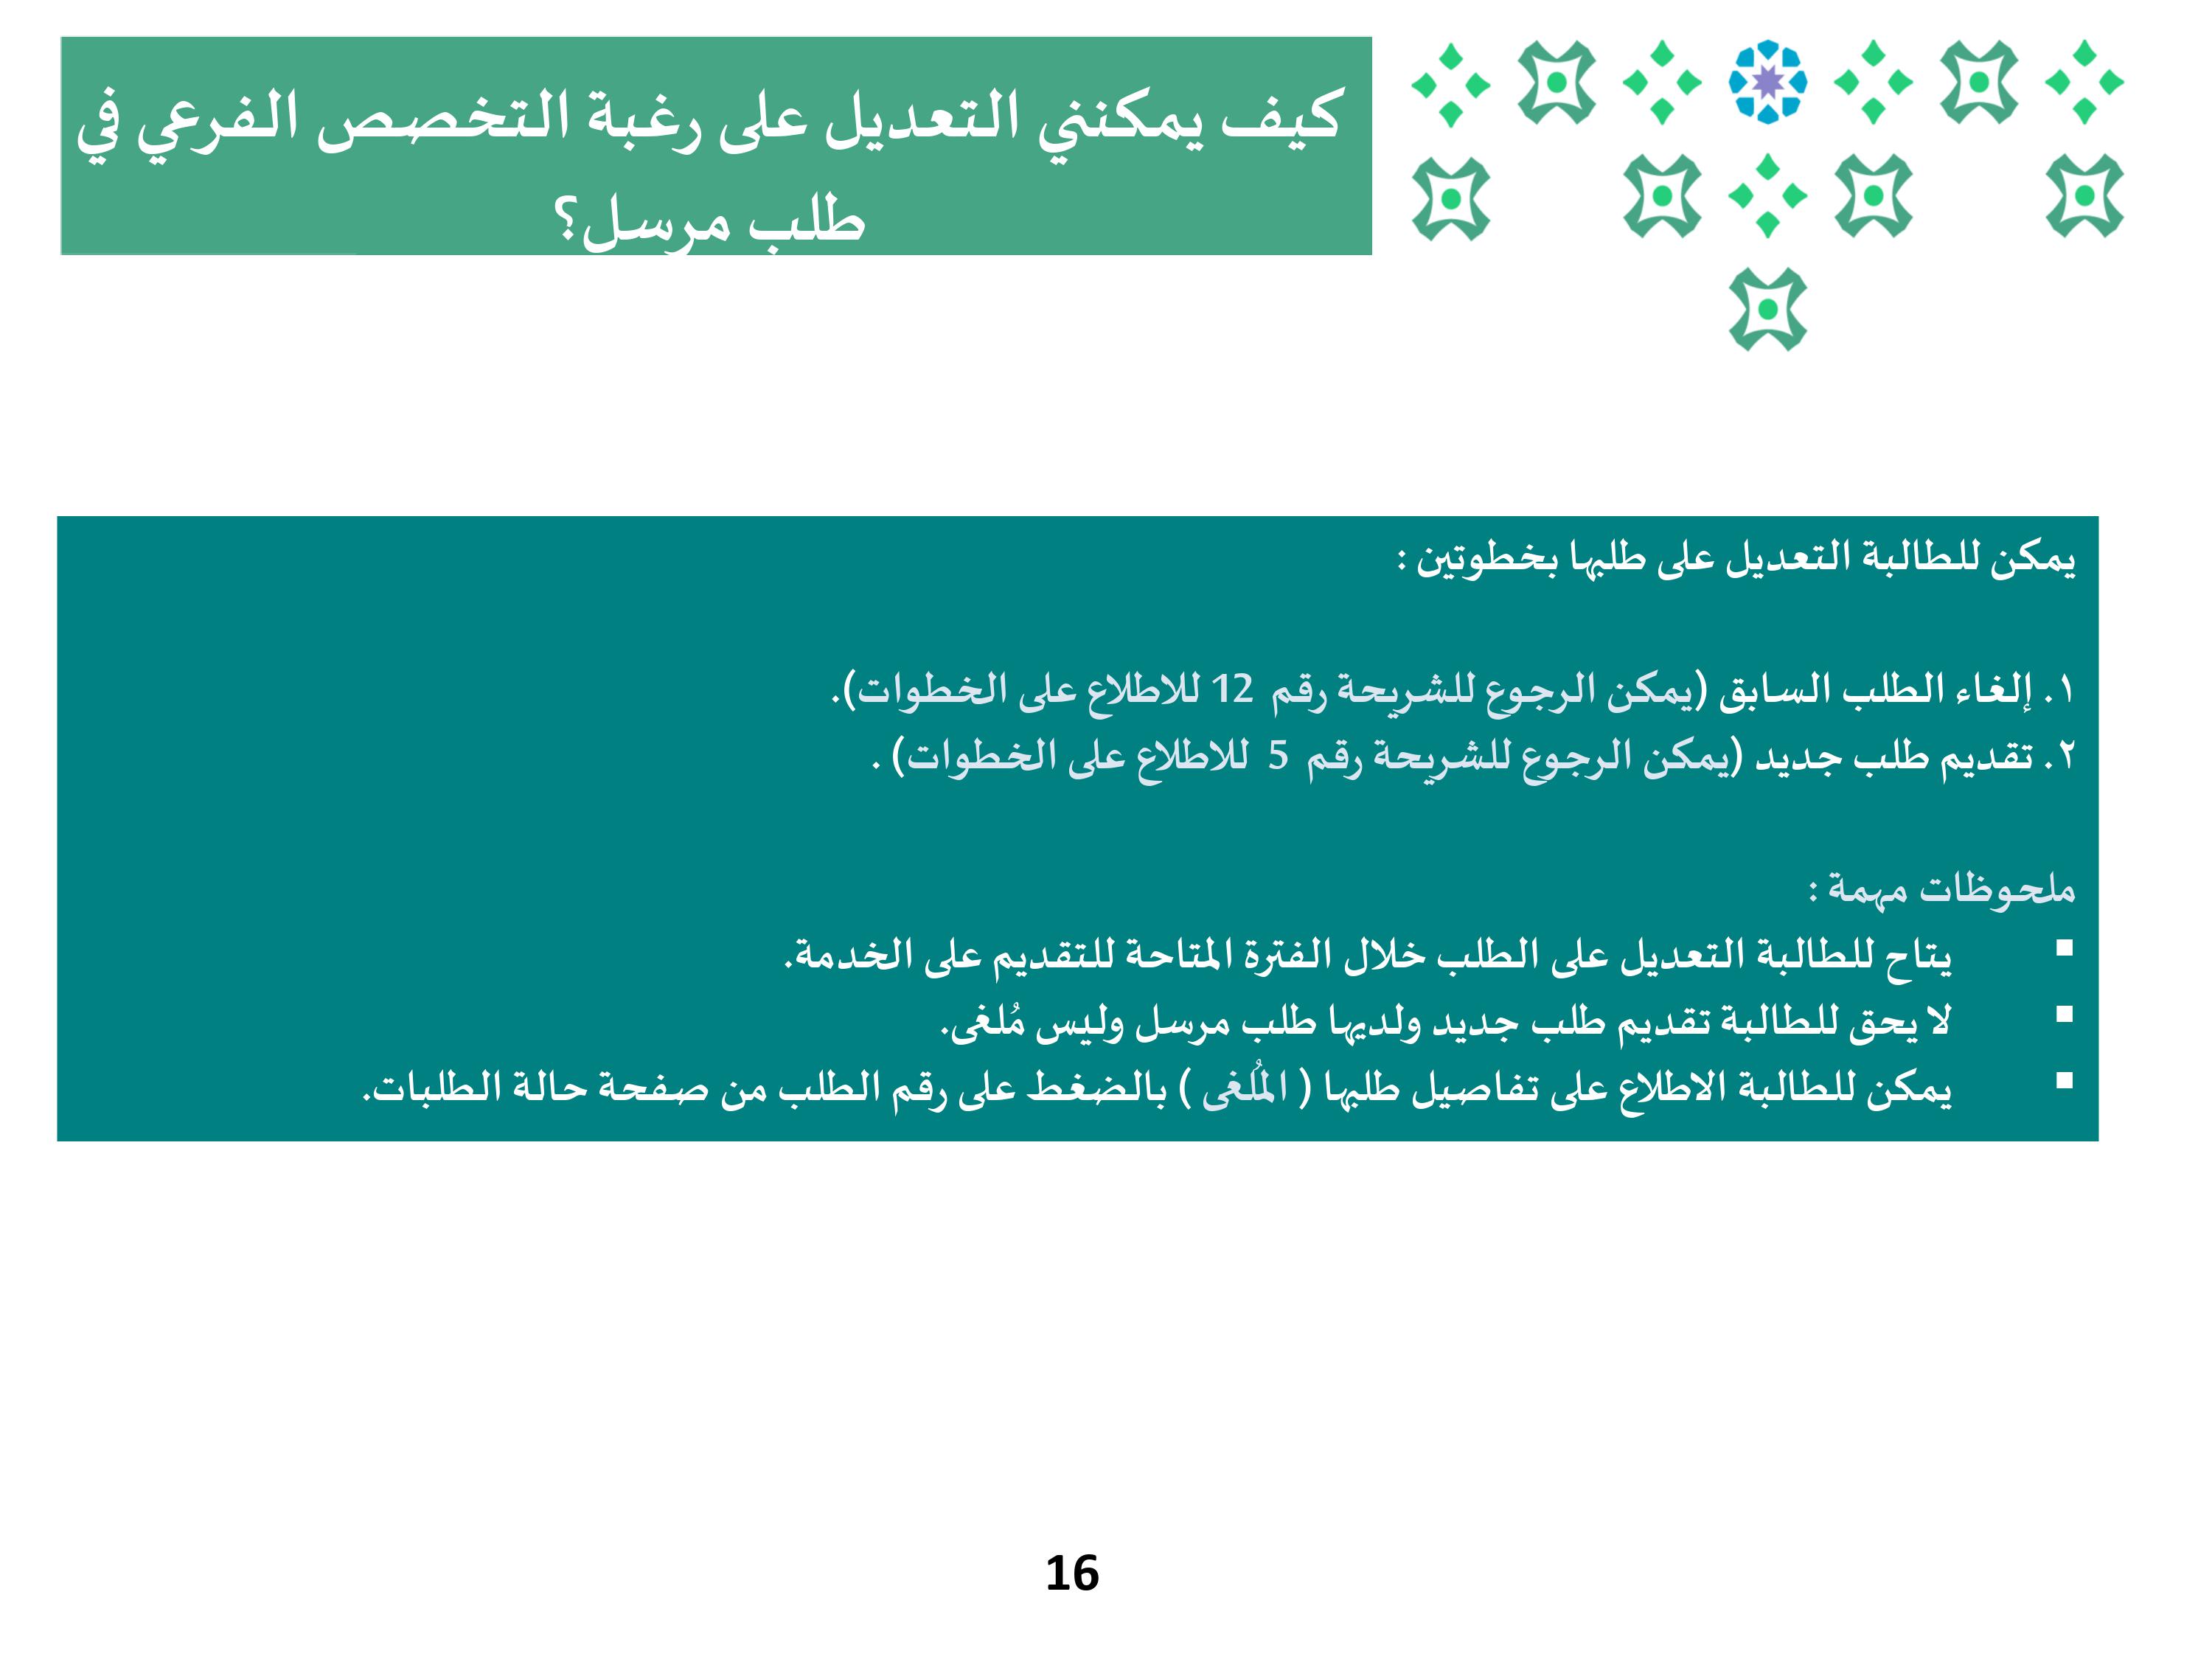 كيف يمكنني التعديل على رغبة التخصص الفرعي في
طلب مرسل؟
يمكن للطالبة التعديل على طلبها بخطوتين :
١. إلغاء الطلب السابق (يمكن الرجوع للشريحة رقم 12 للاطلاع على الخطوات).
٢. تقديم طلب جديد (يمكن الرجوع للشريحة رقم 5 للاطلاع على الخطوات) .
ملحوظات مهمة :
▪ يتاح للطالبة التعديل على الطلب خلال الفترة المتاحة للتقديم على الخدمة.
▪ لا يحق للطالبة تقديم طلب جديد ولديها طلب مرسل وليس مُلغى.
▪ يمكن للطالبة الاطلاع على تفاصيل طلبها ( المُلغى ) بالضغط على رقم الطلب من صفحة حالة الطلبات.
16